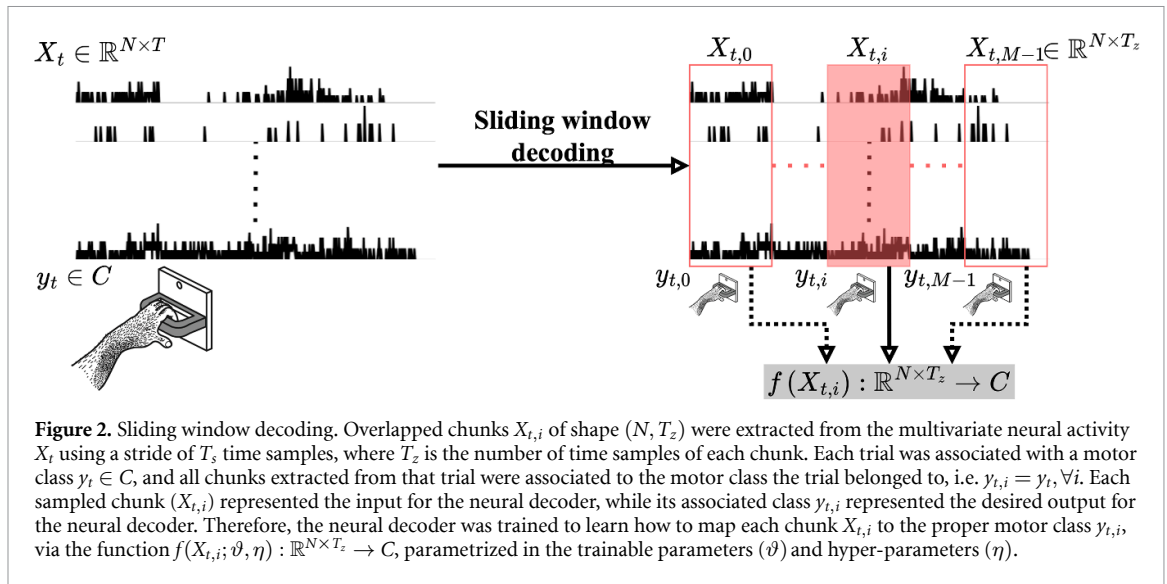 X_t ∈ ℝ^{N×T}
X_{t,0} X_{t,i} X_{t,M−1} ∈ ℝ^{N×T_z}
Sliding window
decoding
y_t ∈ C
y_{t,0} y_{t,i} y_{t,M−1}
f (X_{t,i}) : ℝ^{N×T_z} → C
Figure 2. Sliding window decoding. Overlapped chunks X_{t,i} of shape (N, T_z) were extracted from the multivariate neural activity
X_t using a stride of T_s time samples, where T_z is the number of time samples of each chunk. Each trial was associated with a motor
class y_t ∈ C, and all chunks extracted from that trial were associated to the motor class the trial belonged to, i.e. y_{t,i} = y_t, ∀i. Each
sampled chunk (X_{t,i}) represented the input for the neural decoder, while its associated class y_{t,i} represented the desired output for
the neural decoder. Therefore, the neural decoder was trained to learn how to map each chunk X_{t,i} to the proper motor class y_{t,i},
via the function f(X_{t,i}; ϑ, η) : ℝ^{N×T_z} → C, parametrized in the trainable parameters (ϑ) and hyper-parameters (η).